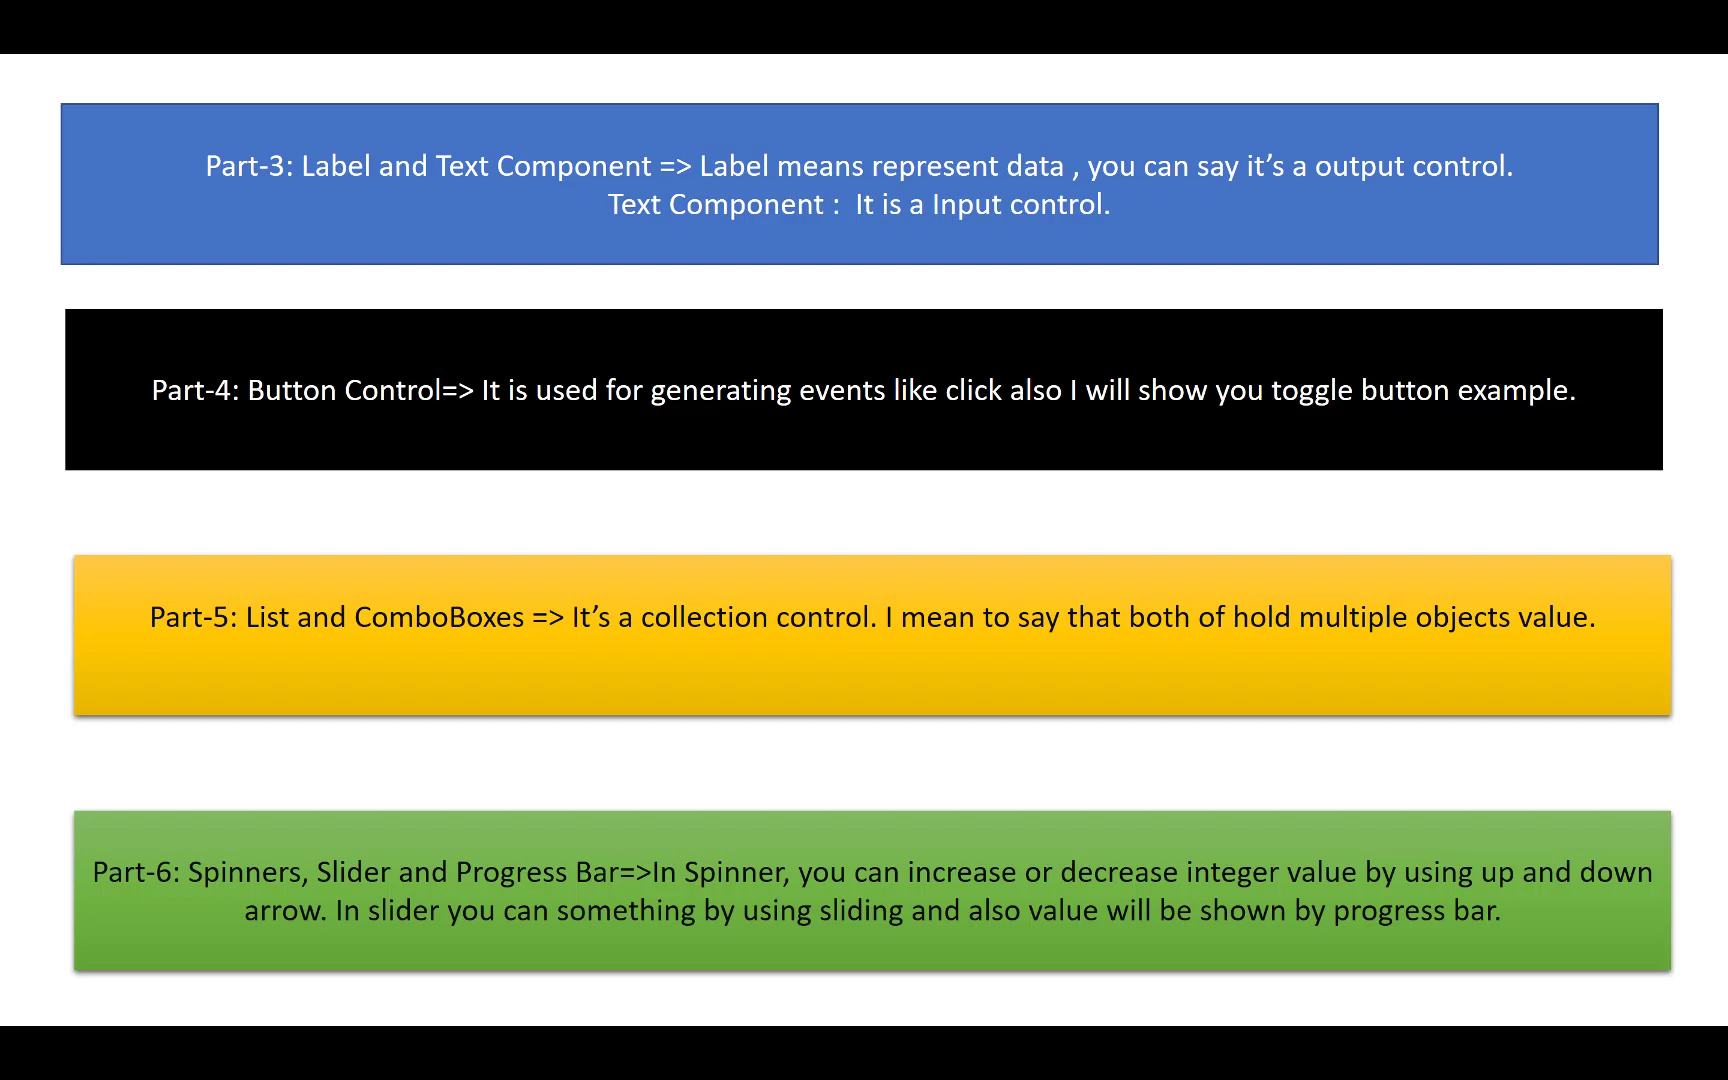 Part-3: Label and Text Component => Label means represent data , you can say it’s a output control.
Text Component :  It is a Input control.
Part-4: Button Control=> It is used for generating events like click also I will show you toggle button example.
Part-5: List and ComboBoxes => It’s a collection control. I mean to say that both of hold multiple objects value.
Part-6: Spinners, Slider and Progress Bar=>In Spinner, you can increase or decrease integer value by using up and down
arrow. In slider you can something by using sliding and also value will be shown by progress bar.